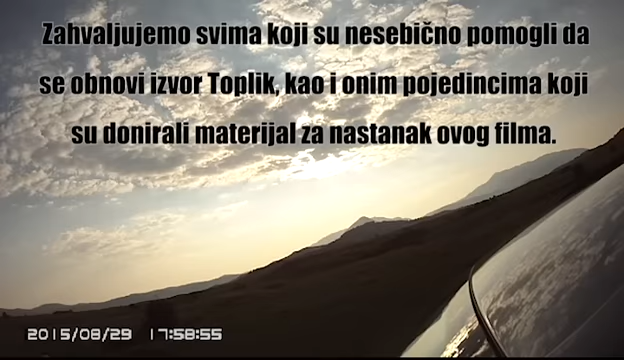 Zahvaljujemo svima koji su nesebično pomogli da
se obnovi izvor Toplik, kao i onim pojedincima koji
su donirali materijal za nastanak ovog filma.
2015/08/29 17:58:55